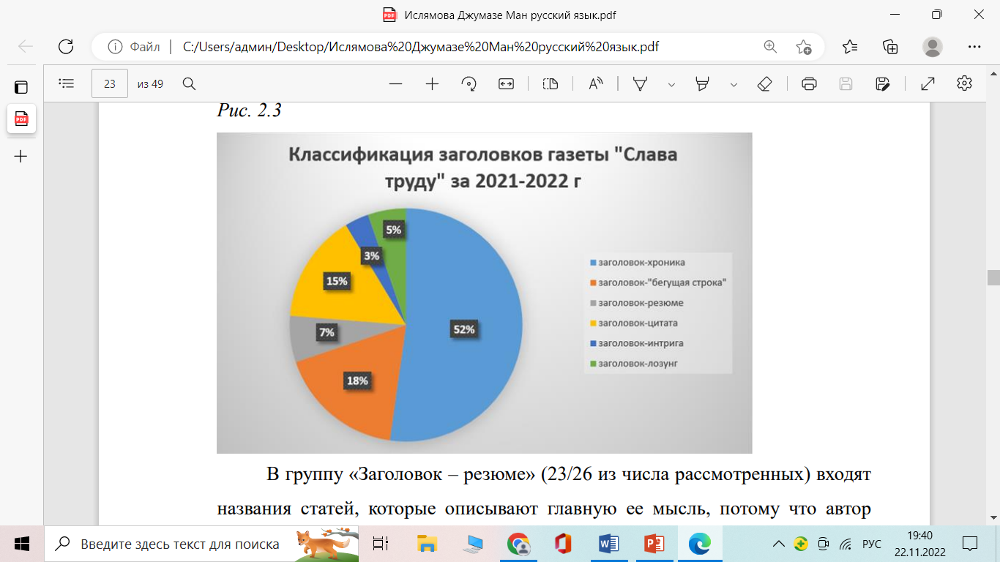 Ислямова Джумазе Ман русский язык.pdf
Файл
C:/Users/админ/Desktop/Ислямова%20Джумазе%20Ман%20русский%20язык.pdf
23
из 49
Рис. 2.3
Классификация заголовков газеты "Слава
труду" за 2021-2022 г
5%
3%
15%
7%
52%
18%
заголовок-хроника
заголовок-"бегущая строка"
заголовок-резюме
заголовок-цитата
заголовок-интрига
заголовок-лозунг
В группу «Заголовок – резюме» (23/26 из числа рассмотренных) входят
названия статей, которые описывают главную ее мысль, потому что автор
Введите здесь текст для поиска
РУС
19:40
22.11.2022